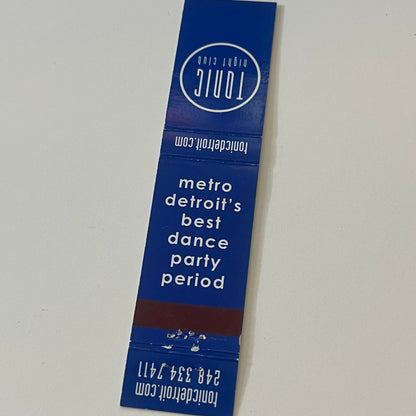 TONIC
night club
tonicdetroit.com
metro
detroit's
best
dance
party
period
248 334 7411
tonicdetroit.com